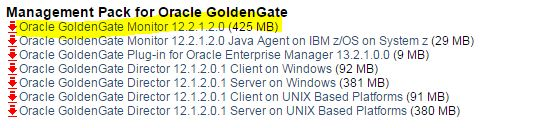 Management Pack for Oracle GoldenGate
Oracle GoldenGate Monitor 12.2.1.2.0 (425 MB)
Oracle GoldenGate Monitor 12.2.1.2.0 Java Agent on IBM z/OS on System z (29 MB)
Oracle GoldenGate Plug-in for Oracle Enterprise Manager 13.2.1.0.0 (9 MB)
Oracle GoldenGate Director 12.1.2.0.1 Client on Windows (92 MB)
Oracle GoldenGate Director 12.1.2.0.1 Server on Windows (381 MB)
Oracle GoldenGate Director 12.1.2.0.1 Client on UNIX Based Platforms (91 MB)
Oracle GoldenGate Director 12.1.2.0.1 Server on UNIX Based Platforms (380 MB)